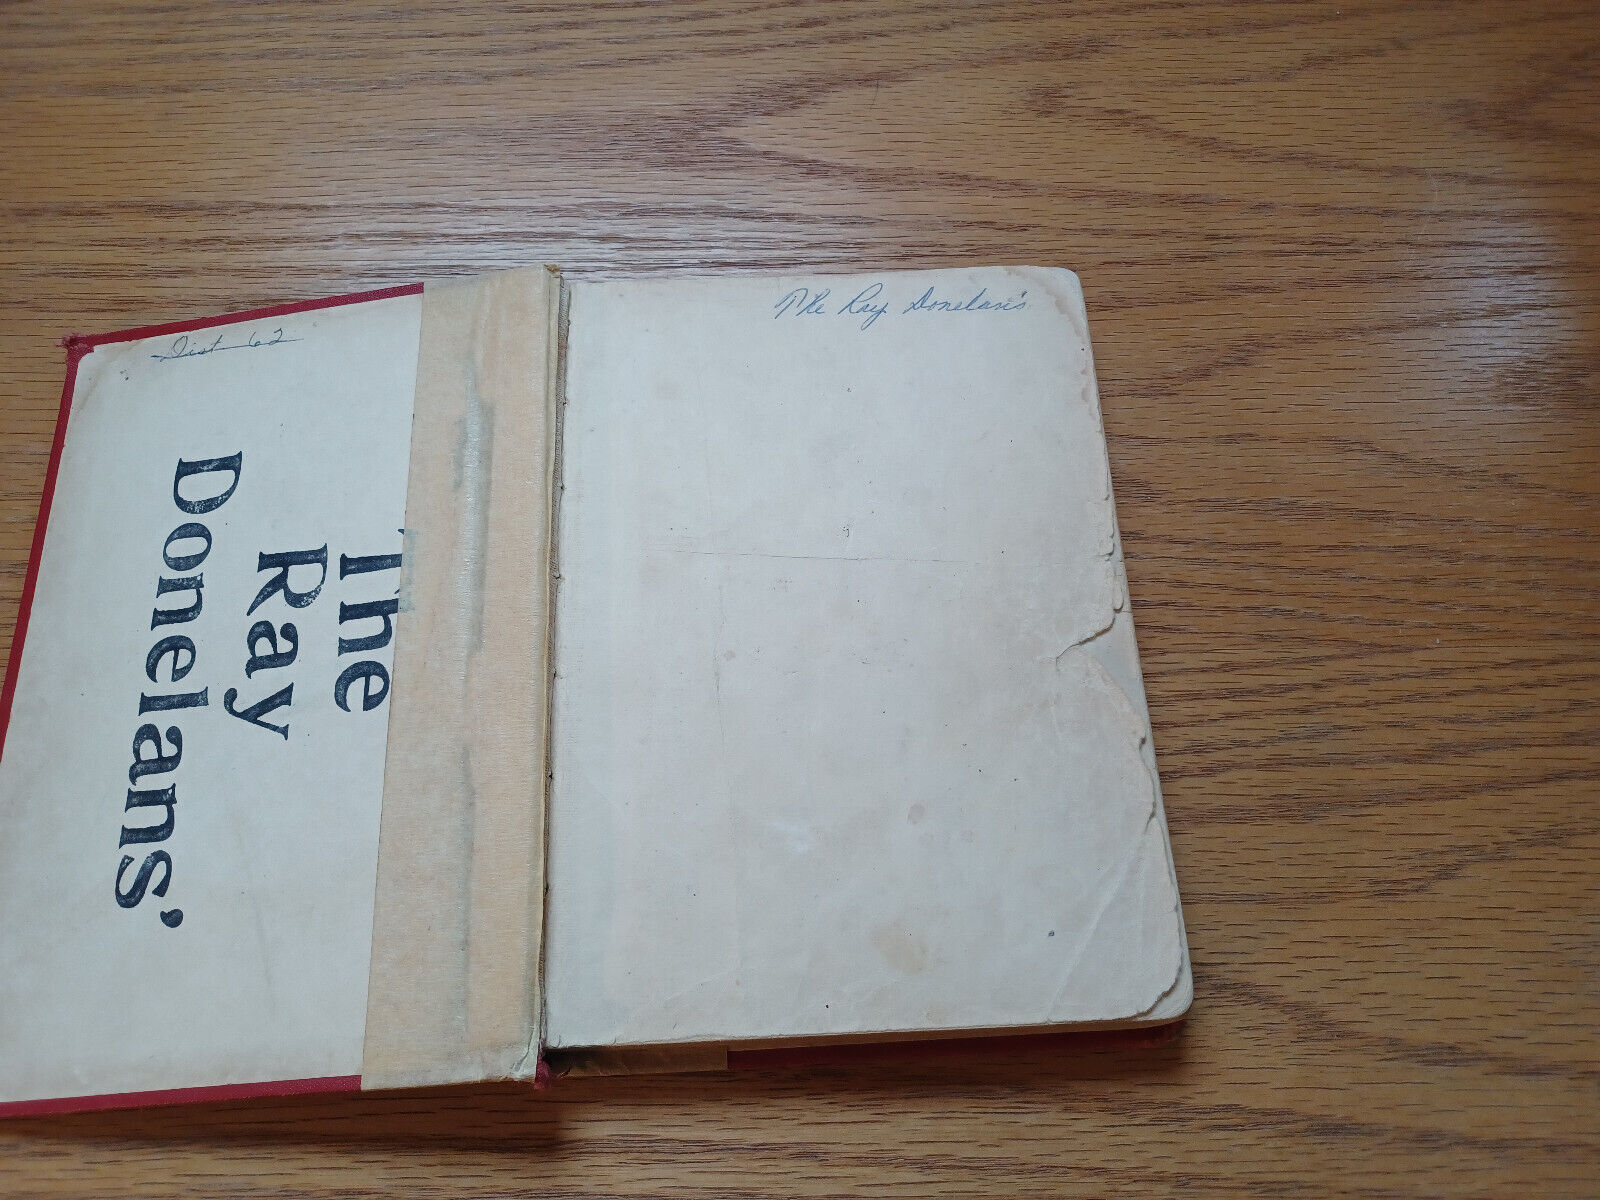 Dist. 62
The
Ray
Donelans'
The Ray Donelan's